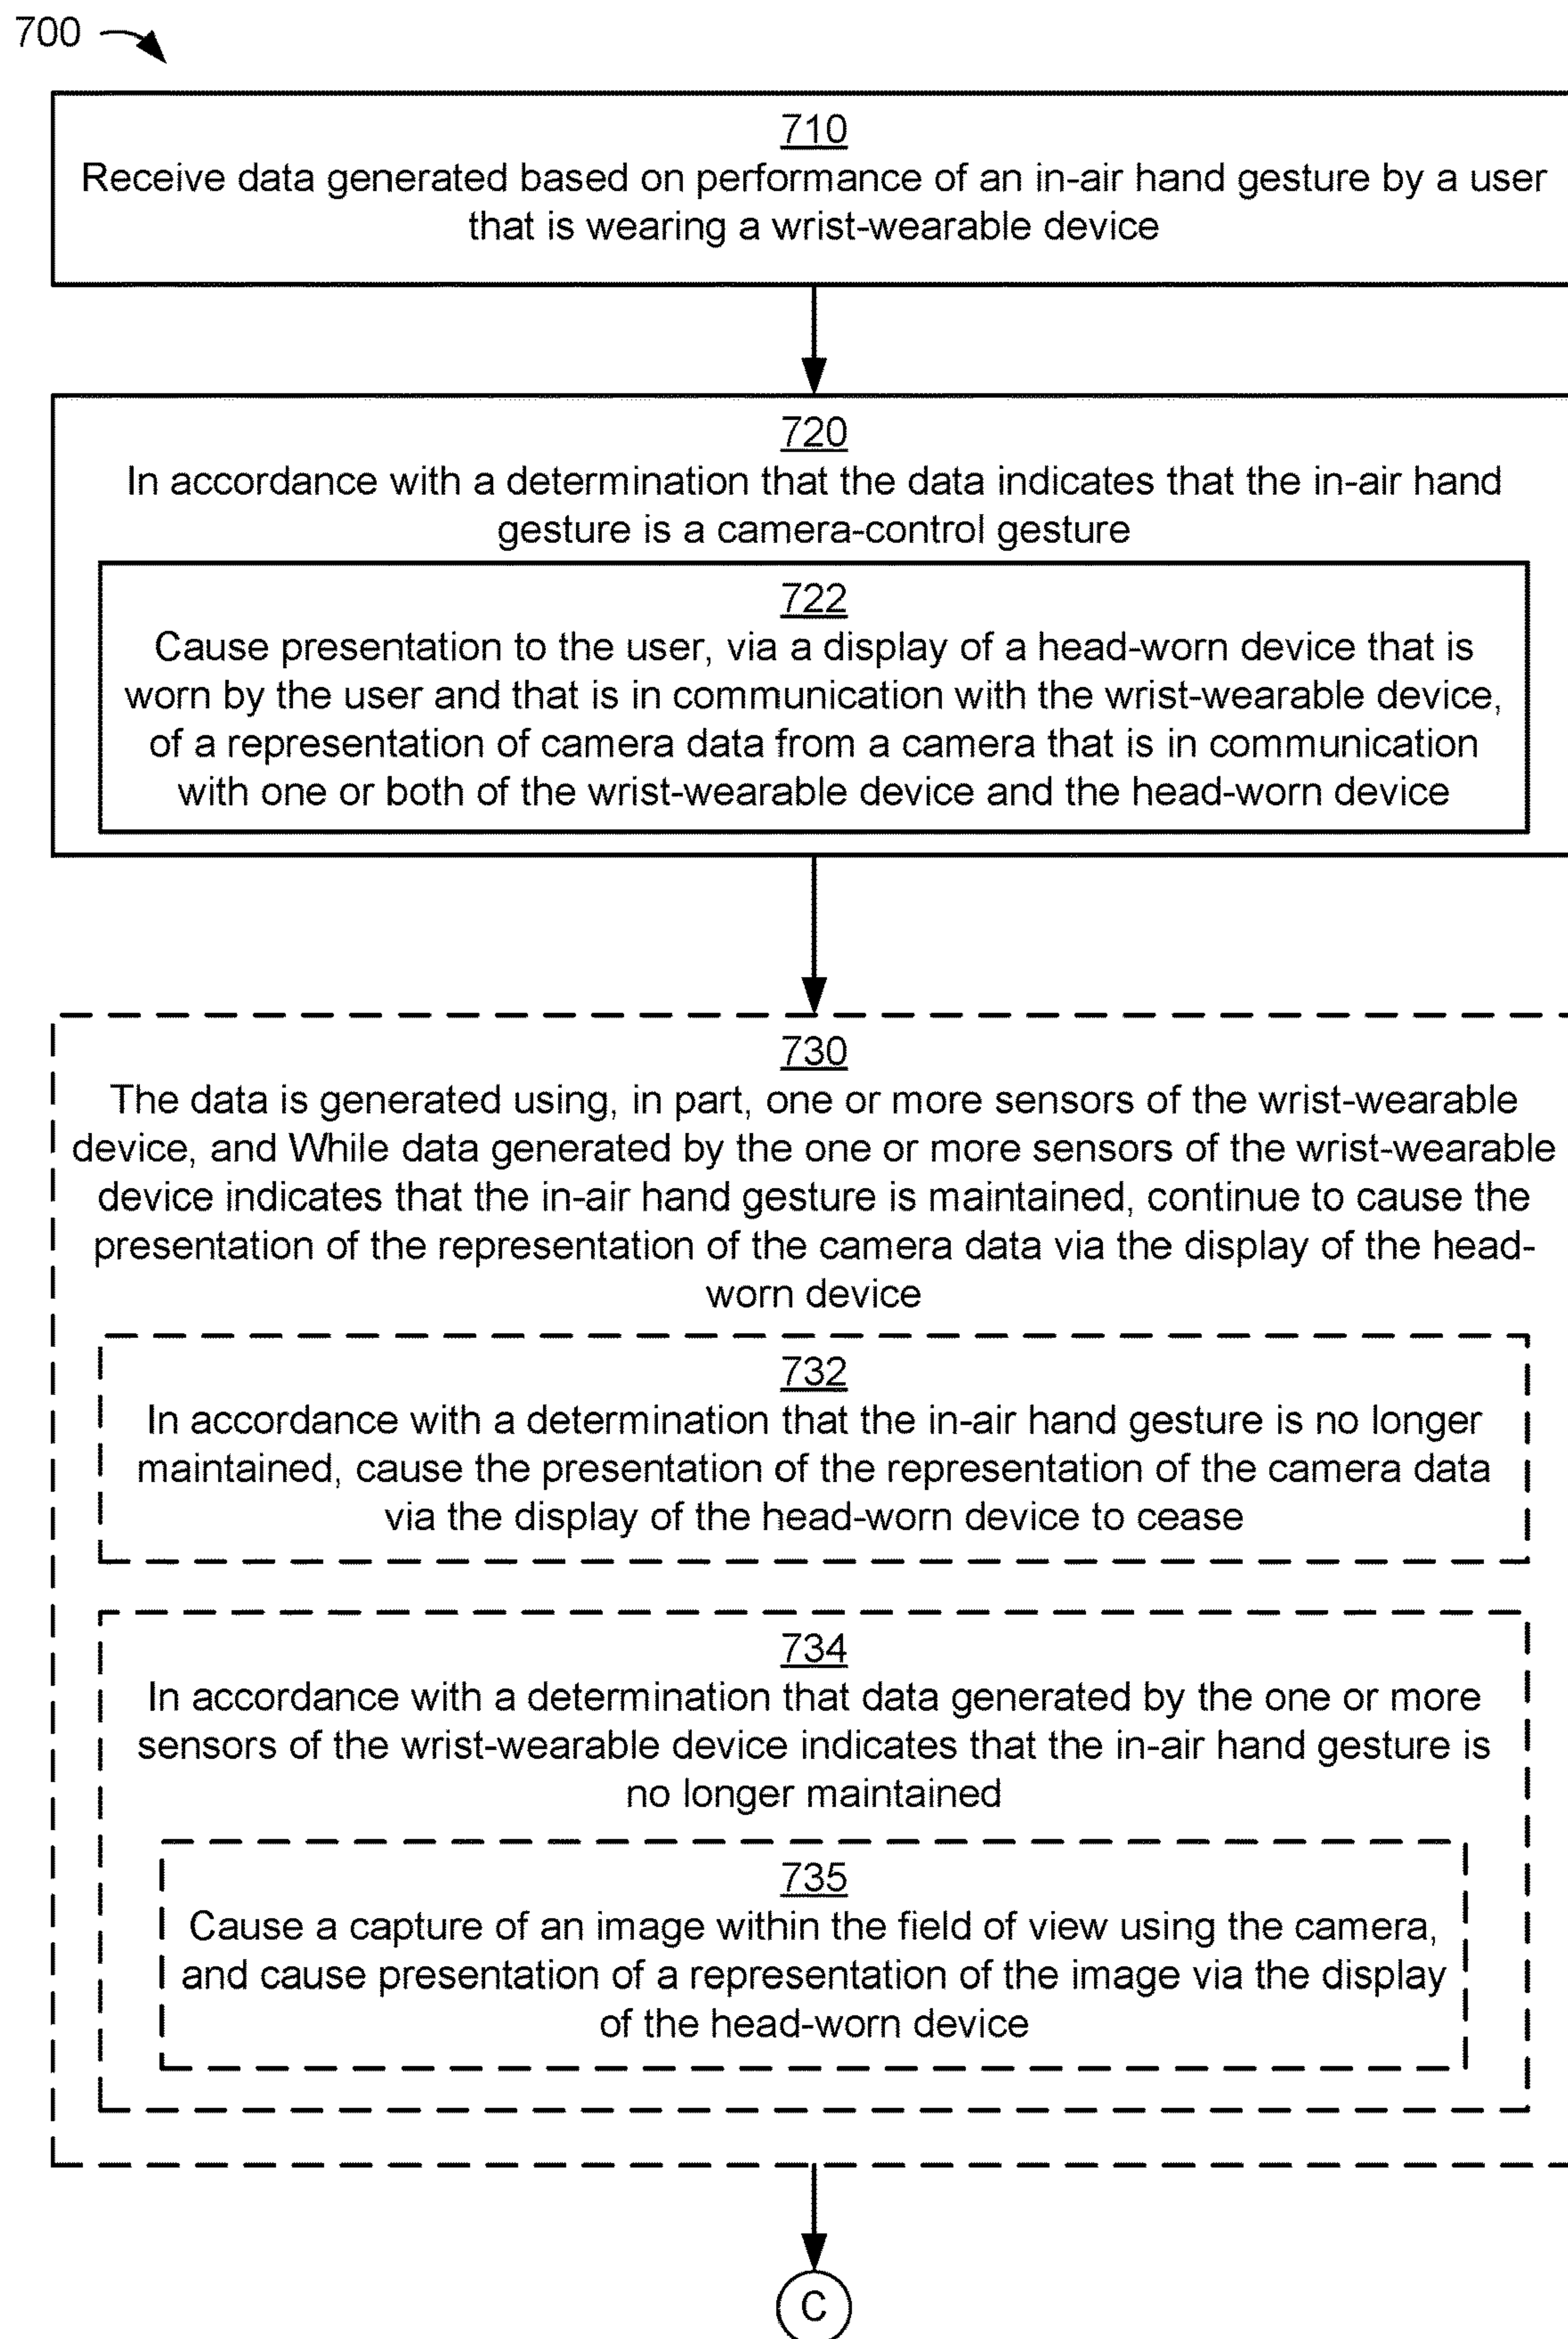 700
710
Receive data generated based on performance of an in-air hand gesture by a user
that is wearing a wrist-wearable device
720
In accordance with a determination that the data indicates that the in-air hand
gesture is a camera-control gesture
722
Cause presentation to the user, via a display of a head-worn device that is
worn by the user and that is in communication with the wrist-wearable device,
of a representation of camera data from a camera that is in communication
with one or both of the wrist-wearable device and the head-worn device
730
The data is generated using, in part, one or more sensors of the wrist-wearable
device, and While data generated by the one or more sensors of the wrist-wearable
device indicates that the in-air hand gesture is maintained, continue to cause the
presentation of the representation of the camera data via the display of the head-
worn device
732
In accordance with a determination that the in-air hand gesture is no longer
maintained, cause the presentation of the representation of the camera data
via the display of the head-worn device to cease
734
In accordance with a determination that data generated by the one or more
sensors of the wrist-wearable device indicates that the in-air hand gesture is
no longer maintained
735
Cause a capture of an image within the field of view using the camera,
and cause presentation of a representation of the image via the display
of the head-worn device
C